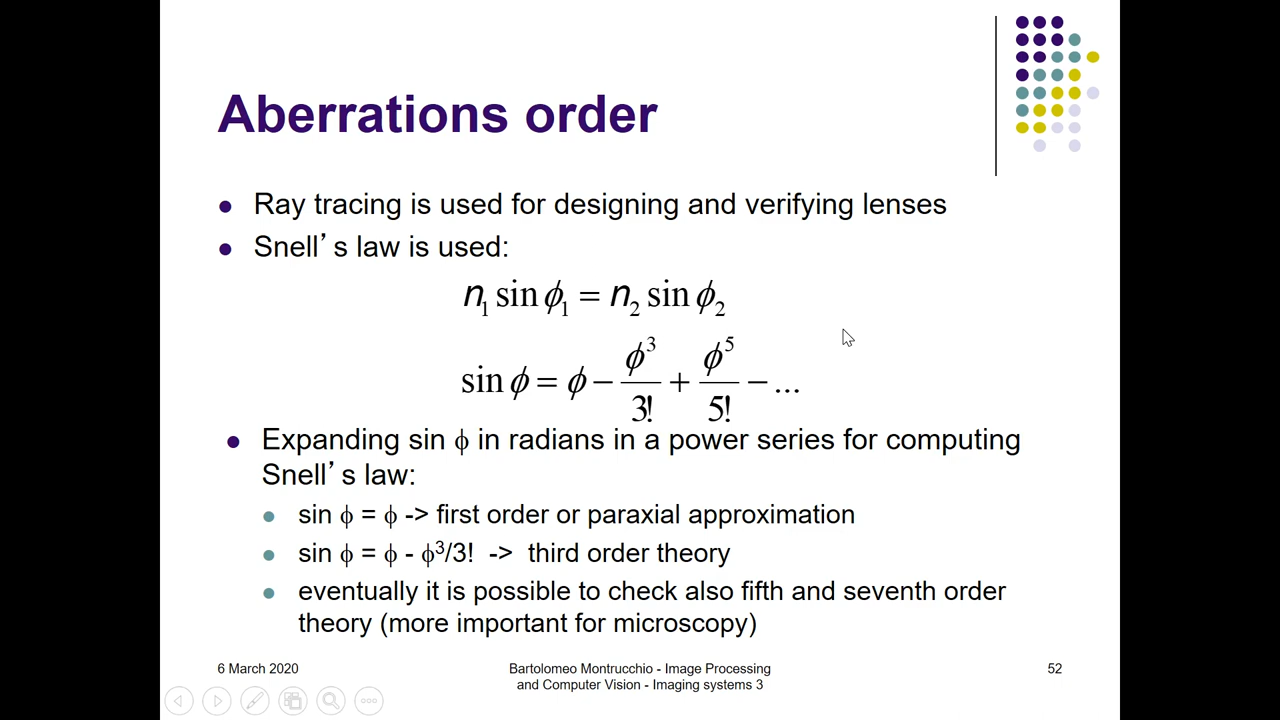 Aberrations order
Ray tracing is used for designing and verifying lenses
Snell’s law is used:
n₁ sin ϕ₁ = n₂ sin ϕ₂
sin ϕ = ϕ − ϕ³/3! + ϕ⁵/5! − ...
Expanding sin ϕ in radians in a power series for computing
Snell’s law:
sin ϕ = ϕ -> first order or paraxial approximation
sin ϕ = ϕ - ϕ³/3! -> third order theory
eventually it is possible to check also fifth and seventh order
theory (more important for microscopy)
6 March 2020
Bartolomeo Montrucchio - Image Processing
and Computer Vision - Imaging systems 3
52